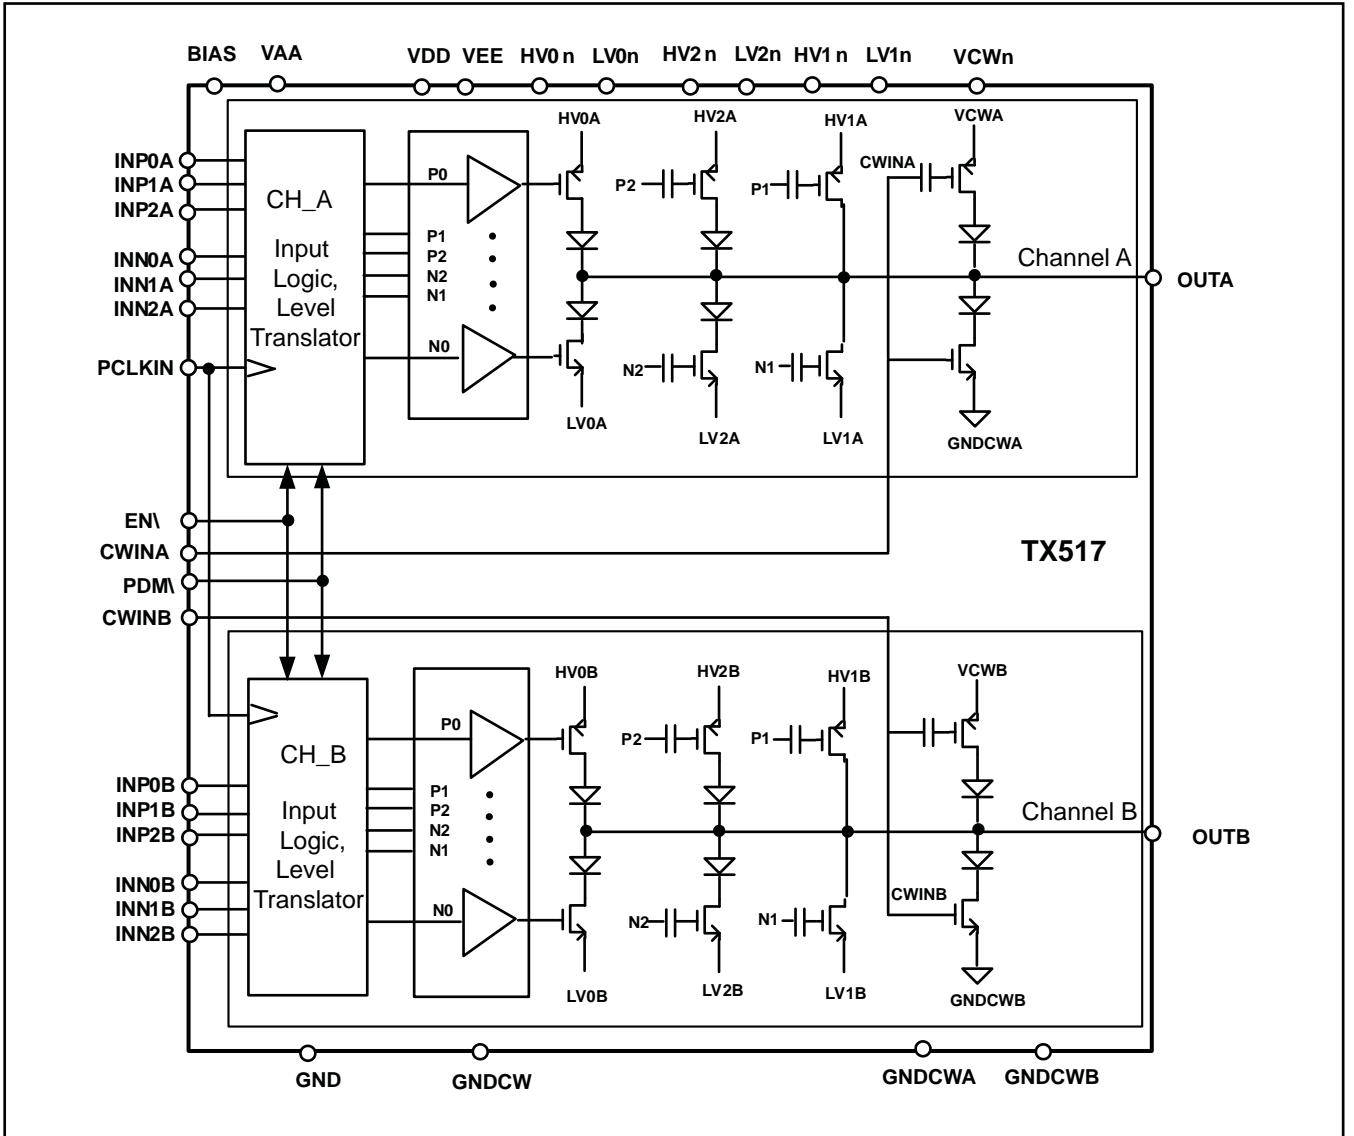 BIAS VAA VDD VEE HV0 n LV0n HV2 n LV2n HV1 n LV1n VCWn
HV0A HV2A HV1A VCWA
INP0A
INP1A
INP2A
INN0A
INN1A
INN2A
PCLKIN
CH_A
Input
Logic,
Level
Translator
P0
P1
P2
N2
N1
N0
P2
P1
CWINA
N2
N1
LV0A
LV2A
LV1A
GNDCWA
Channel A
OUTA
EN\
CWINA
PDM\
CWINB
TX517
HV0B HV2B HV1B VCWB
INP0B
INP1B
INP2B
INN0B
INN1B
INN2B
CH_B
Input
Logic,
Level
Translator
P0
P1
P2
N2
N1
N0
P2
P1
N2
N1
CWINB
LV0B
LV2B
LV1B
GNDCWB
Channel B
OUTB
GND GNDCW GNDCWA GNDCWB